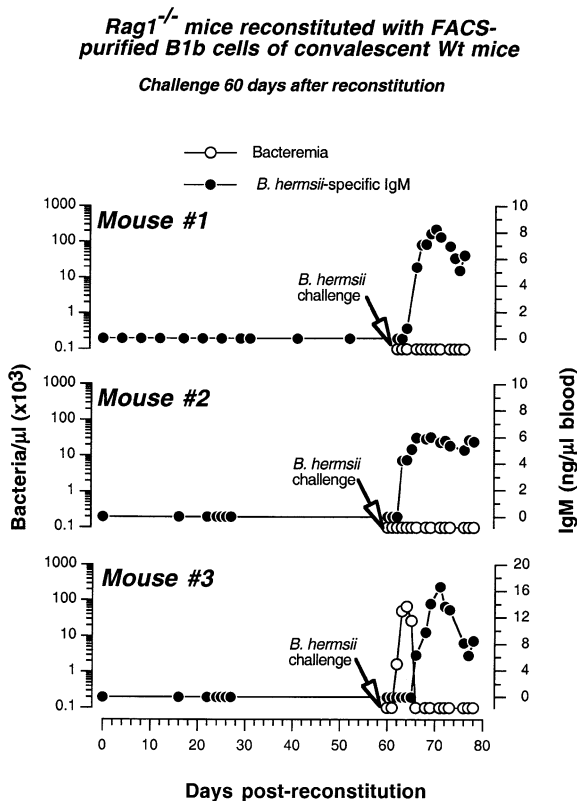 Rag1-/- mice reconstituted with FACS-
purified B1b cells of convalescent Wt mice
Challenge 60 days after reconstitution
Bacteremia
B. hermsii-specific IgM
Mouse #1
1000
100
10
1
0.1
10
8
6
4
2
0
B. hermsii
challenge
Mouse #2
1000
100
10
1
0.1
10
8
6
4
2
0
B. hermsii
challenge
Mouse #3
1000
100
10
1
0.1
20
16
12
8
4
0
B. hermsii
challenge
Bacteria/µl (x10³)
IgM (ng/µl blood)
0 10 20 30 40 50 60 70 80
Days post-reconstitution